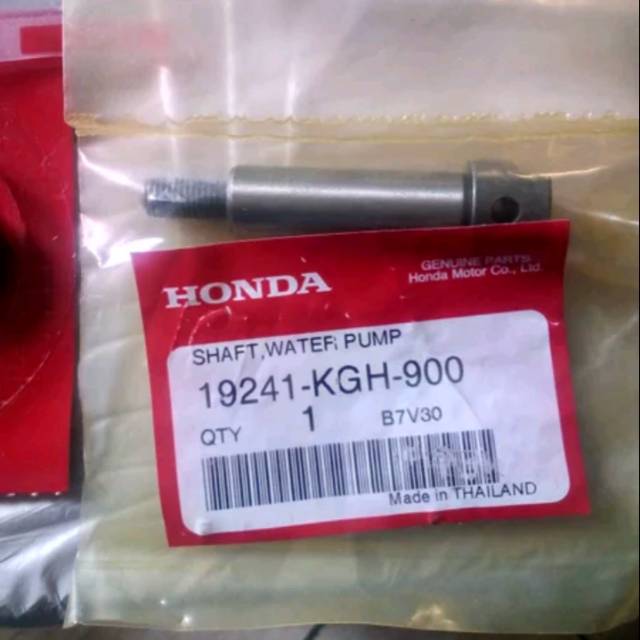 HONDA
GENUINE PARTS
Honda Motor Co., Ltd.
SHAFT,WATER PUMP
19241-KGH-900
QTY 1 B7V30
Made in THAILAND